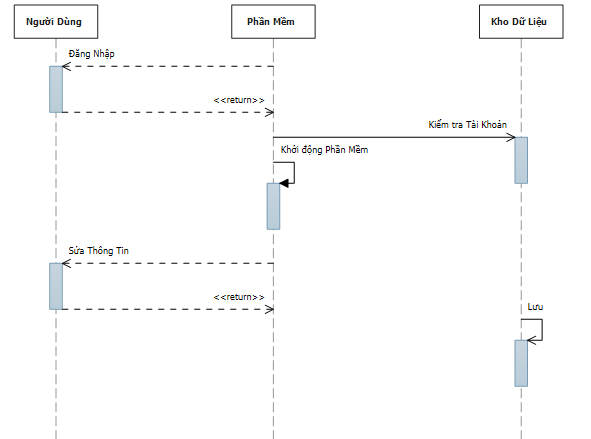 Người Dùng
Phần Mềm
Kho Dữ Liệu
Đăng Nhập
<<return>>
Kiểm tra Tài Khoản
Khởi động Phần Mềm
Sửa Thông Tin
<<return>>
Lưu